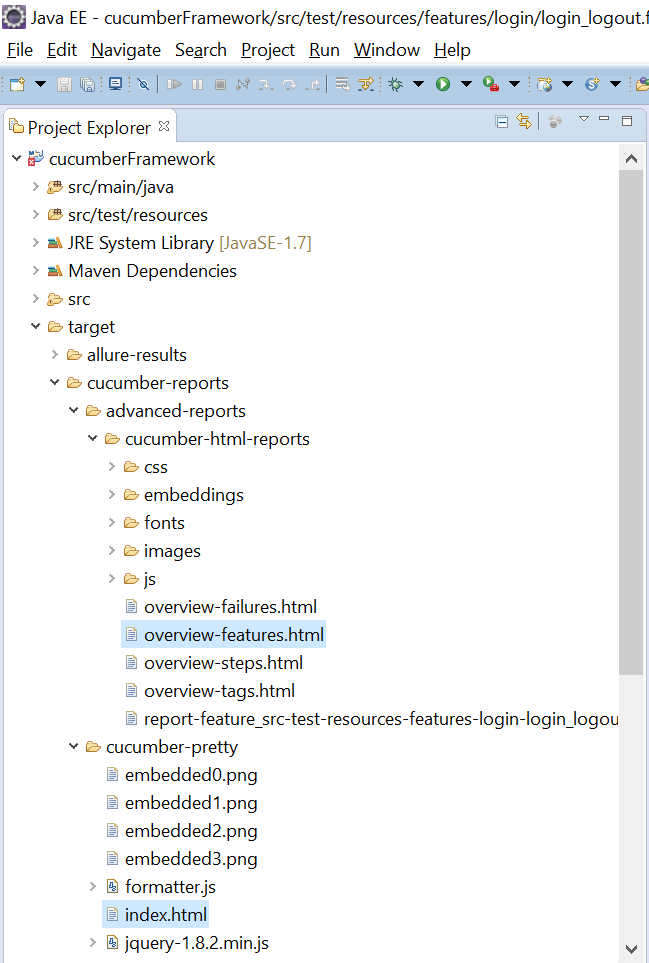 Java EE - cucumberFramework/src/test/resources/features/login/login_logout.f
File Edit Navigate Search Project Run Window Help
Project Explorer
cucumberFramework
src/main/java
src/test/resources
JRE System Library [JavaSE-1.7]
Maven Dependencies
src
target
allure-results
cucumber-reports
advanced-reports
cucumber-html-reports
css
embeddings
fonts
images
js
overview-failures.html
overview-features.html
overview-steps.html
overview-tags.html
report-feature_src-test-resources-features-login-login_logou
cucumber-pretty
embedded0.png
embedded1.png
embedded2.png
embedded3.png
formatter.js
index.html
jquery-1.8.2.min.js